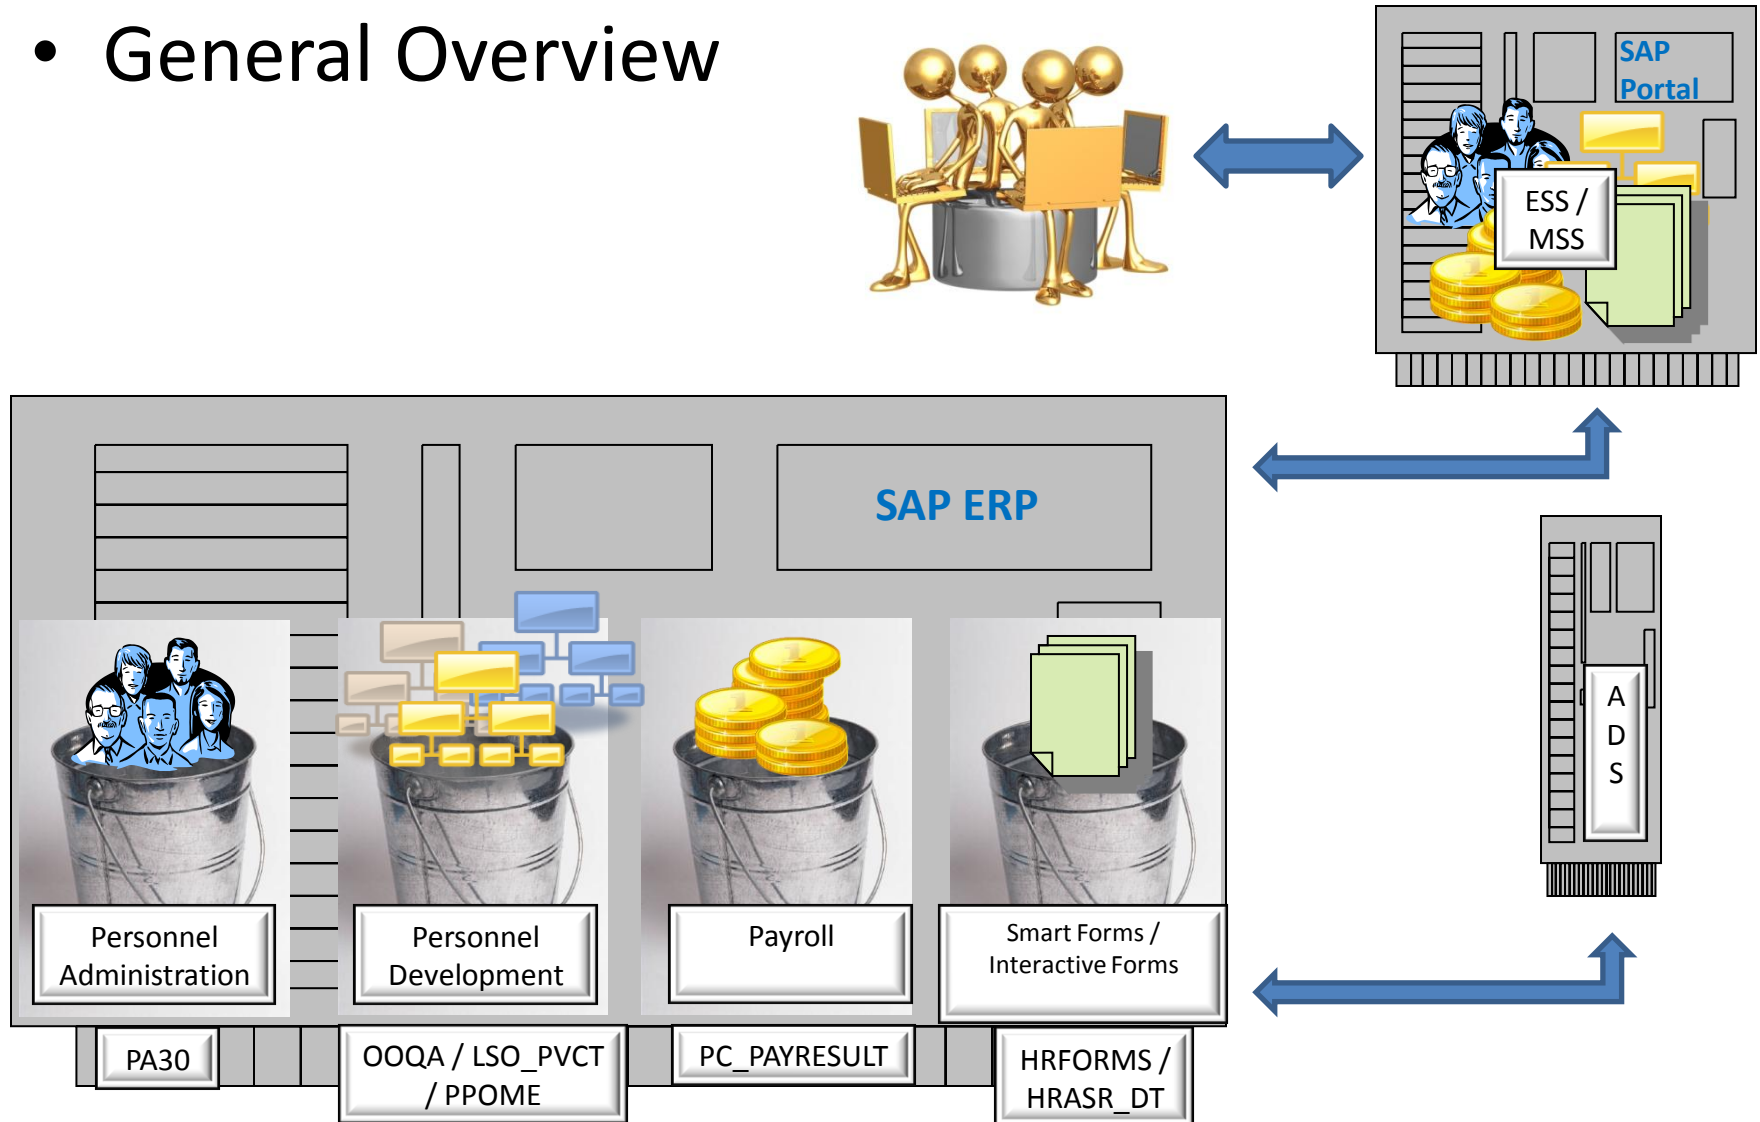 • General Overview
SAP
Portal
ESS /
MSS
SAP ERP
A
D
S
Personnel
Administration
Personnel
Development
Payroll
Smart Forms /
Interactive Forms
PA30
OOQA / LSO_PVCT
/ PPOME
PC_PAYRESULT
HRFORMS /
HRASR_DT